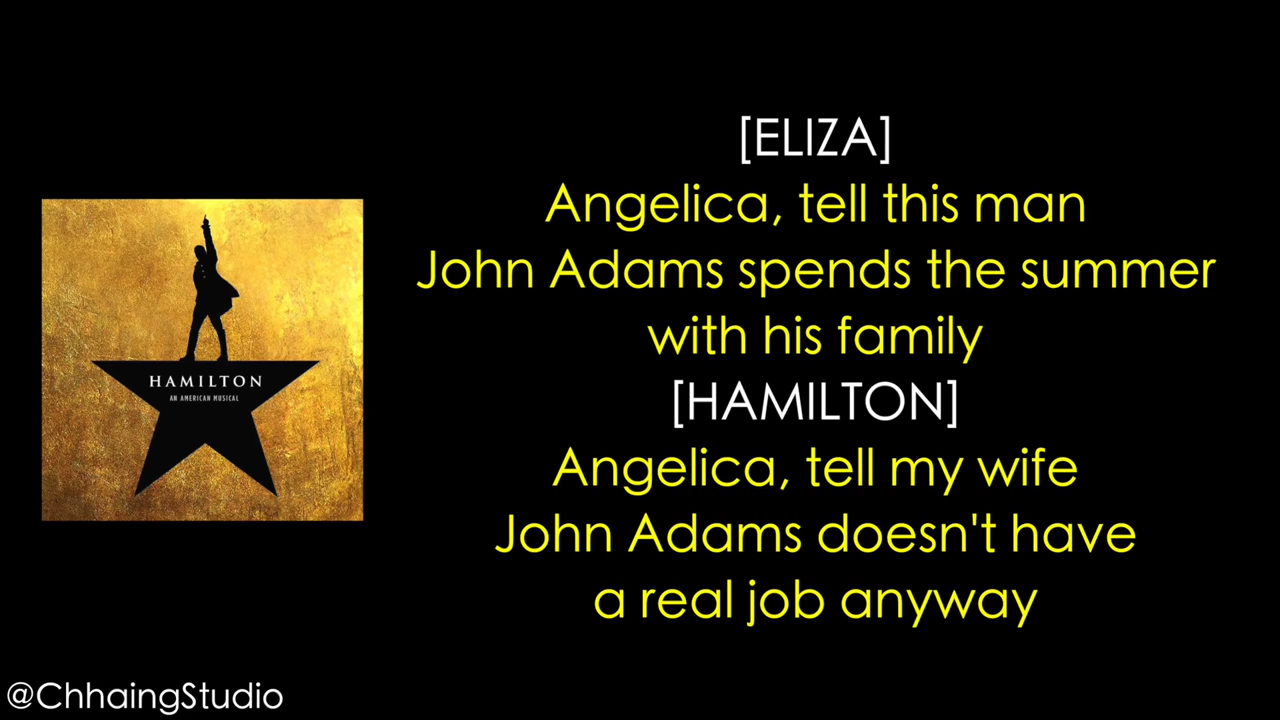 [ELIZA]
Angelica, tell this man
John Adams spends the summer
with his family
[HAMILTON]
Angelica, tell my wife
John Adams doesn't have
a real job anyway
HAMILTON
AN AMERICAN MUSICAL
@ChhaingStudio